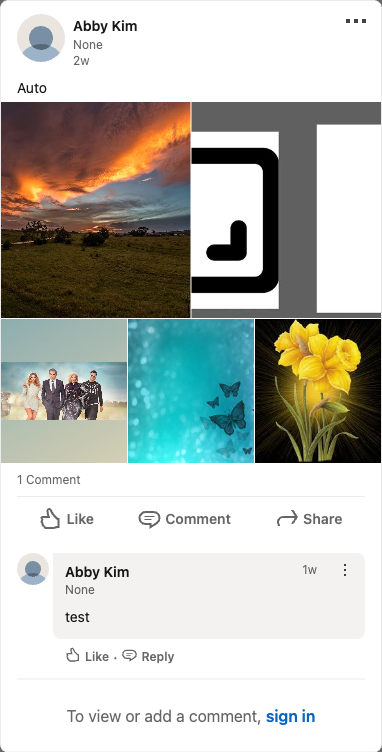 Abby Kim
None
2w
Auto
1 Comment
Like
Comment
Share
Abby Kim
1w
None
test
Like · Reply
To view or add a comment, sign in